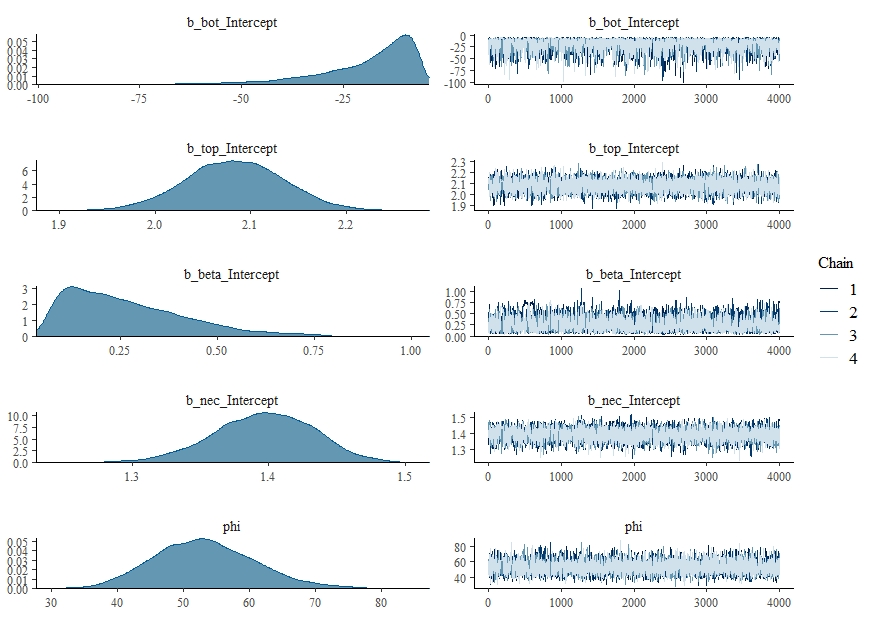 b_bot_Intercept
0.05
0.04
0.03
0.02
0.01
0.00
-100 -75 -50 -25
b_bot_Intercept
0
-25
-50
-75
-100
0 1000 2000 3000 4000
b_top_Intercept
6
4
2
0
1.9 2.0 2.1 2.2
b_top_Intercept
2.3
2.2
2.1
2.0
1.9
0 1000 2000 3000 4000
b_beta_Intercept
3
2
1
0
0.25 0.50 0.75 1.00
b_beta_Intercept
1.00
0.75
0.50
0.25
0.00
0 1000 2000 3000 4000
b_nec_Intercept
10.0
7.5
5.0
2.5
0.0
1.3 1.4 1.5
b_nec_Intercept
1.5
1.4
1.3
0 1000 2000 3000 4000
phi
0.05
0.04
0.03
0.02
0.01
0.00
30 40 50 60 70 80
phi
80
60
40
0 1000 2000 3000 4000
Chain
1
2
3
4